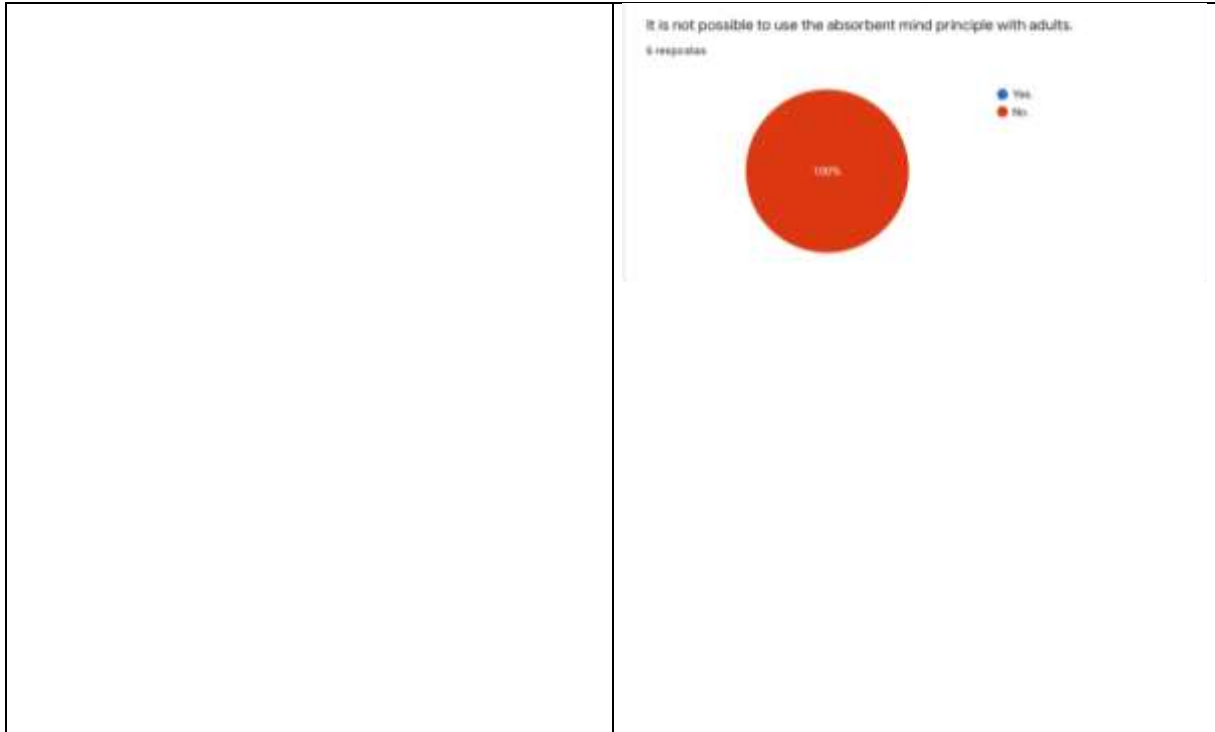 It is not possible to use the absorbent mind principle with adults.
6 respostas
Yes.
No.
100%